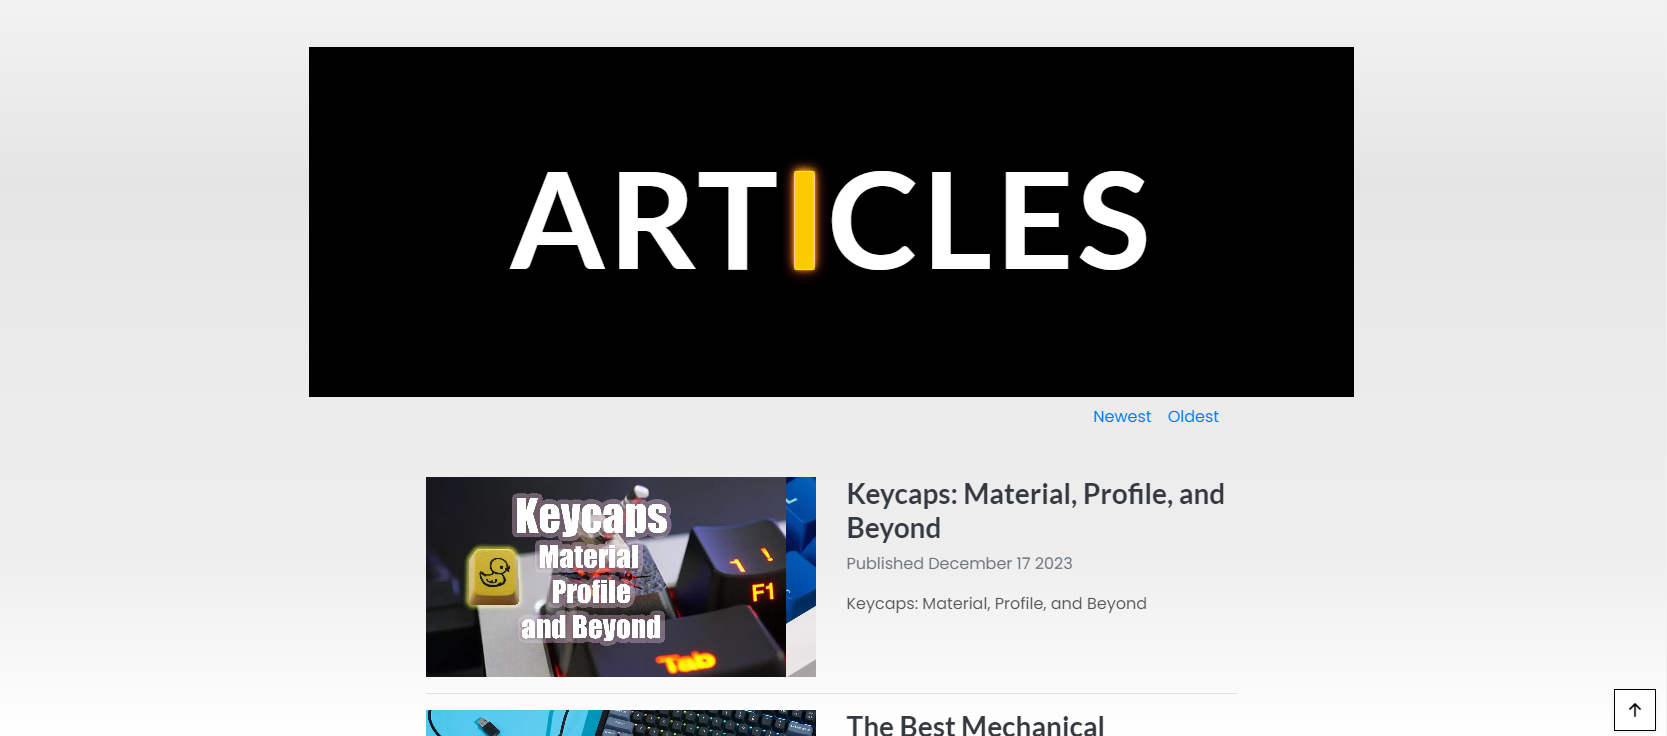 ARTICLES
Newest Oldest
Keycaps
Material
Profile
and Beyond
! 1
F1
Tab
Keycaps: Material, Profile, and
Beyond
Published December 17 2023
Keycaps: Material, Profile, and Beyond
The Best Mechanical